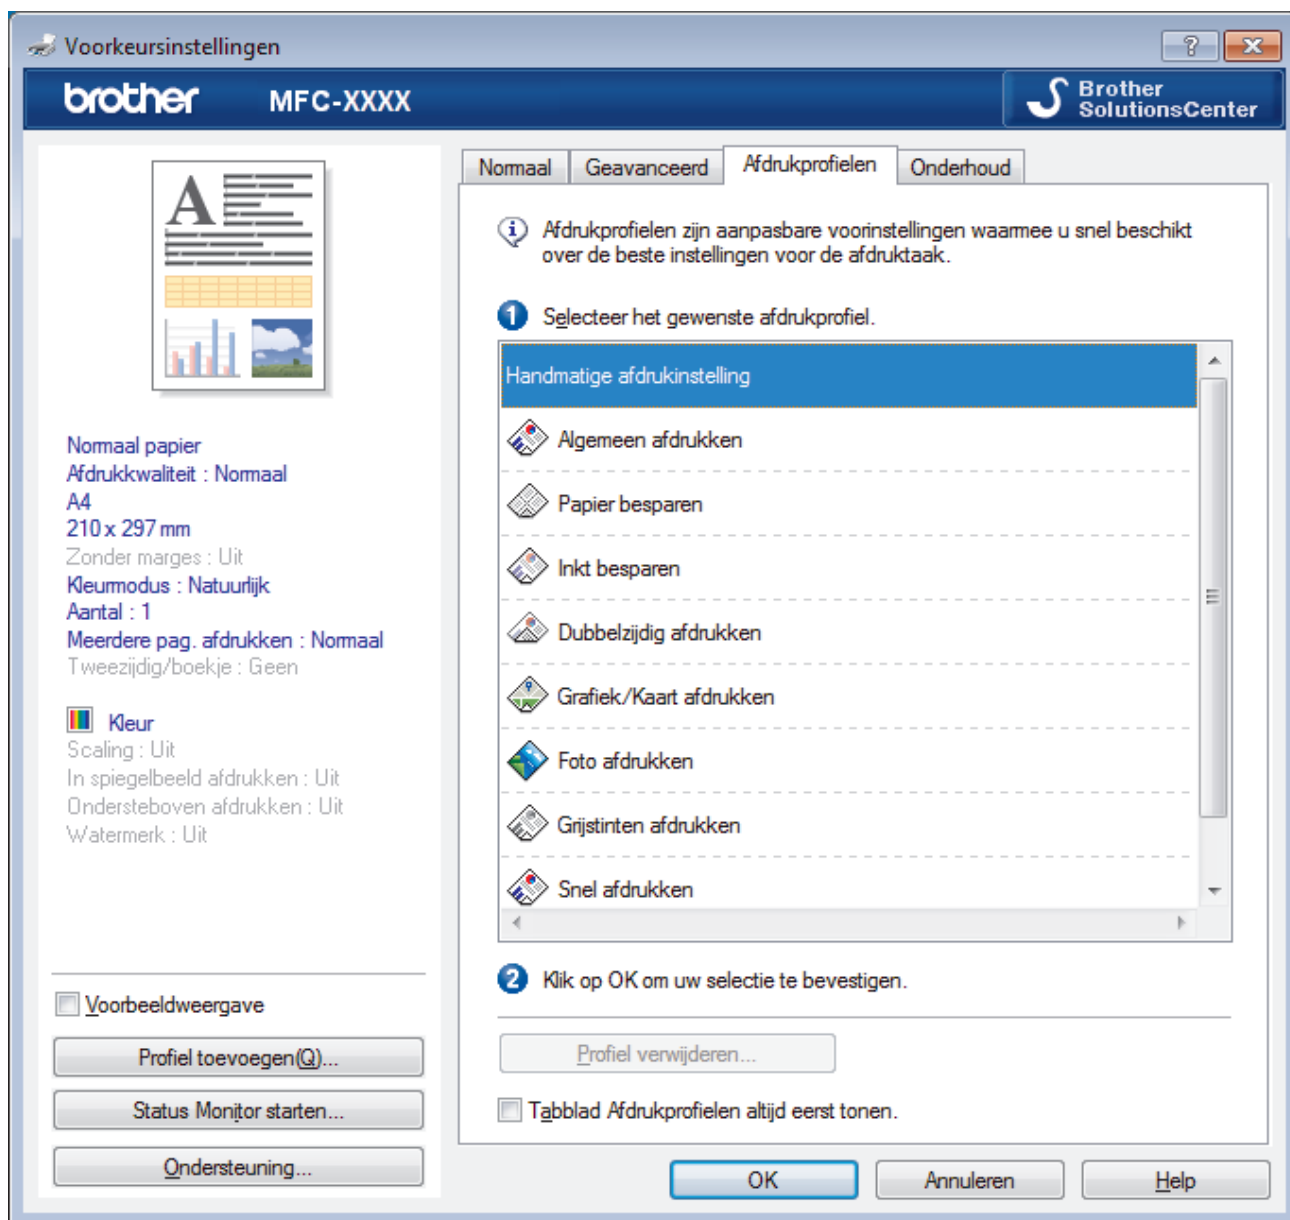 Voorkeursinstellingen
brother MFC-XXXX
Brother
SolutionsCenter
A
Normaal papier
Afdrukkwaliteit : Normaal
A4
210 x 297 mm
Zonder marges : Uit
Kleurmodus : Natuurlijk
Aantal : 1
Meerdere pag. afdrukken : Normaal
Tweezijdig/boekje : Geen
Kleur
Scaling : Uit
In spiegelbeeld afdrukken : Uit
Ondersteboven afdrukken : Uit
Watermerk : Uit
Voorbeeldweergave
Profiel toevoegen(Q)...
Status Monitor starten...
Ondersteuning...
Normaal Geavanceerd Afdrukprofielen Onderhoud
Afdrukprofielen zijn aanpasbare voorinstellingen waarmee u snel beschikt
over de beste instellingen voor de afdruktaak.
1 Selecteer het gewenste afdrukprofiel.
Handmatige afdrukinstelling
Algemeen afdrukken
Papier besparen
Inkt besparen
Dubbelzijdig afdrukken
Grafiek/Kaart afdrukken
Foto afdrukken
Grijstinten afdrukken
Snel afdrukken
2 Klik op OK om uw selectie te bevestigen.
Profiel verwijderen...
Tabblad Afdrukprofielen altijd eerst tonen.
OK Annuleren Help